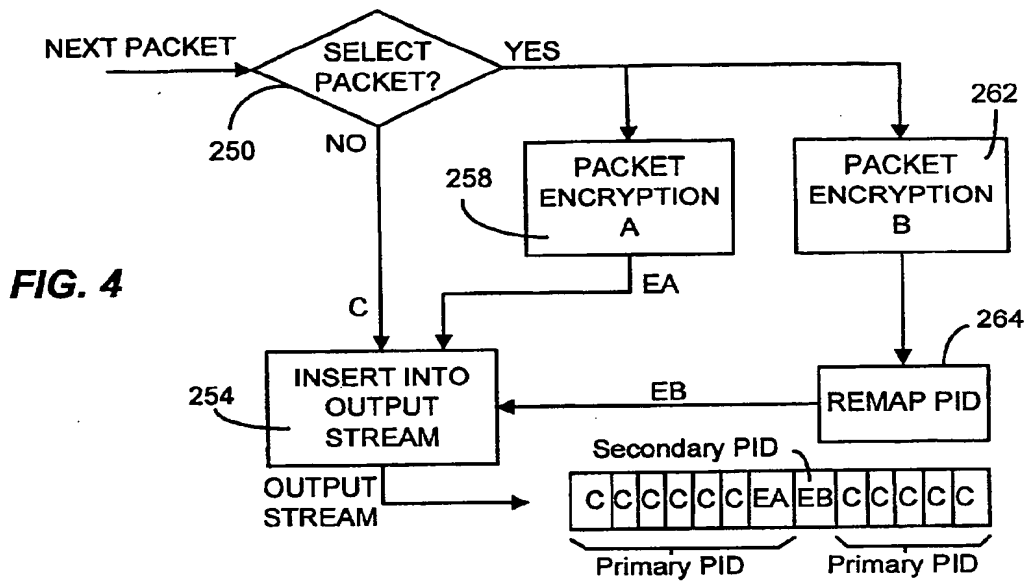 NEXT PACKET
SELECT
PACKET?
YES
250
NO
262
258
PACKET
ENCRYPTION
A
PACKET
ENCRYPTION
B
FIG. 4
C
EA
264
254
INSERT INTO
OUTPUT
STREAM
EB
REMAP PID
Secondary PID
OUTPUT
STREAM
C C C C C C EA EB C C C C C
Primary PID
Primary PID